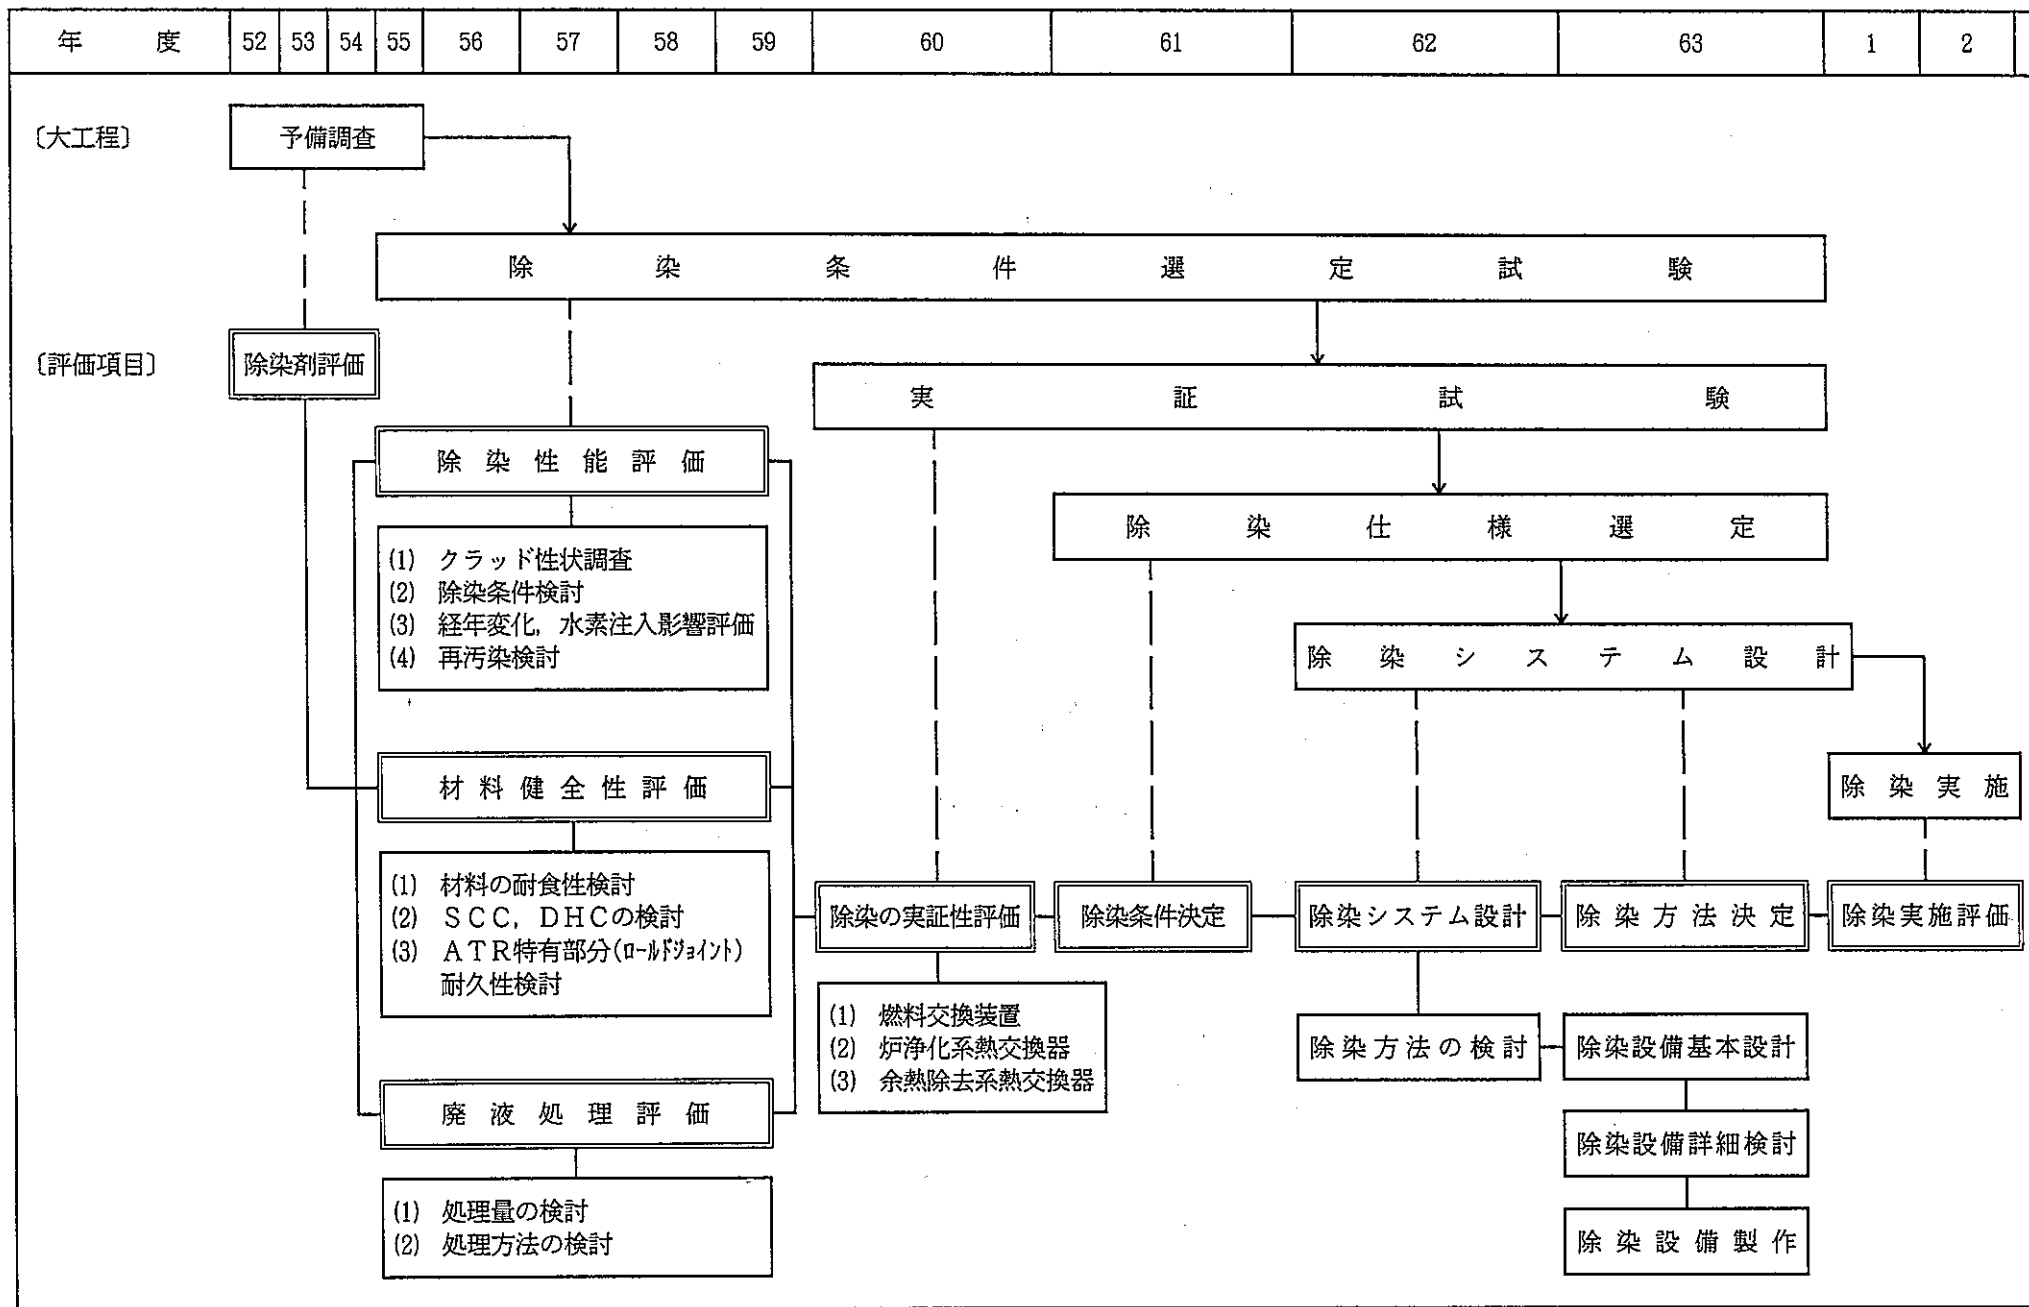 年度 52 53 54 55 56 57 58 59 60 61 62 63 1 2
〔大工程〕
予備調査
除染条件選定試験
〔評価項目〕
除染剤評価
実証試験
除染性能評価
除染仕様選定
(1) クラッド性状調査
(2) 除染条件検討
(3) 経年変化,水素注入影響評価
(4) 再汚染検討
除染システム設計
材料健全性評価
除染実施
(1) 材料の耐食性検討
(2) SCC,DHCの検討
(3) ATR特有部分(ロールドジョイント)
耐久性検討
除染の実証性評価
除染条件決定
除染システム設計
除染方法決定
除染実施評価
(1) 燃料交換装置
(2) 炉浄化系熱交換器
(3) 余熱除去系熱交換器
除染方法の検討
除染設備基本設計
廃液処理評価
除染設備詳細検討
(1) 処理量の検討
(2) 処理方法の検討
除染設備製作